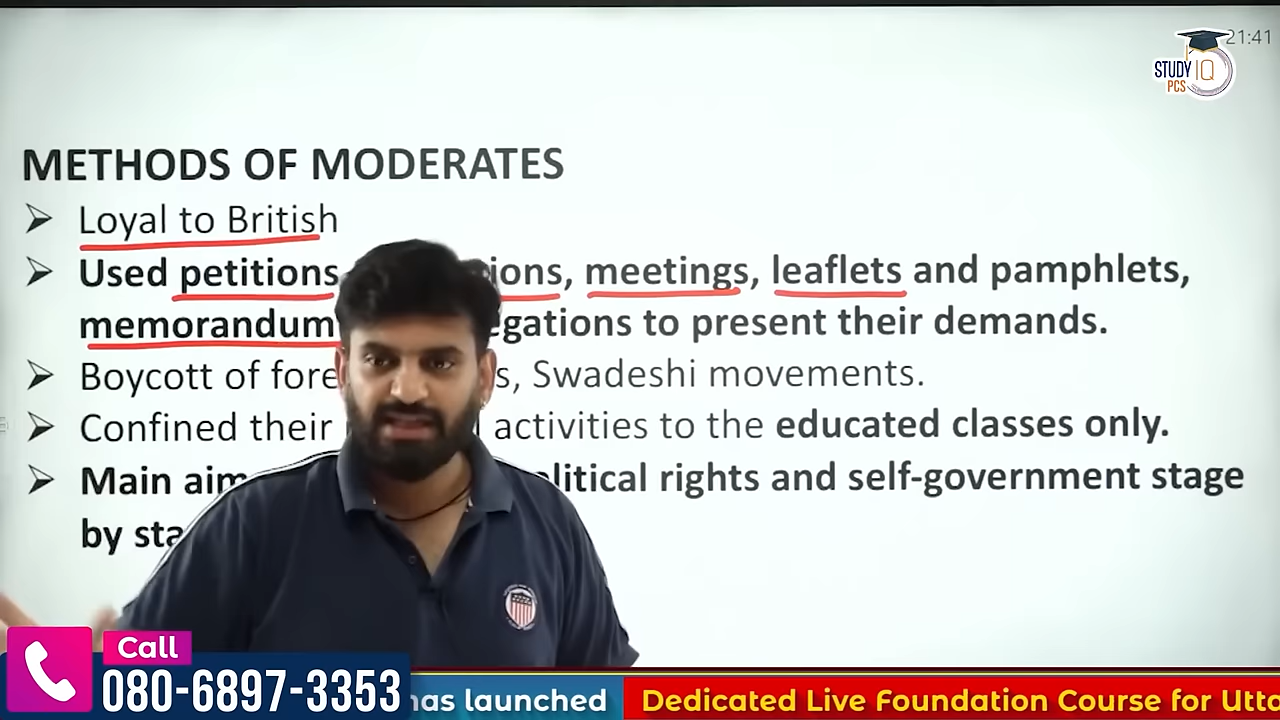 21:41
STUDY IQ
PCS
METHODS OF MODERATES
➢ Loyal to British
➢ Used petitions ions, meetings, leaflets and pamphlets,
memorandum egations to present their demands.
➢ Boycott of fore s, Swadeshi movements.
➢ Confined their activities to the educated classes only.
➢ Main aim litical rights and self-government stage
by sta
Call
080-6897-3353
has launched
Dedicated Live Foundation Course for Utta